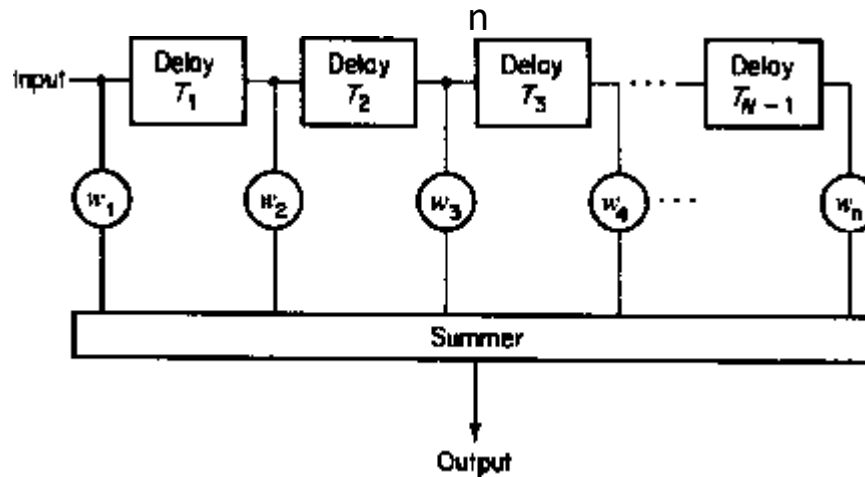 n
Input
Delay
T1
Delay
T2
Delay
T3
...
Delay
TN-1
w1
w2
w3
w4
...
wn
Summer
Output